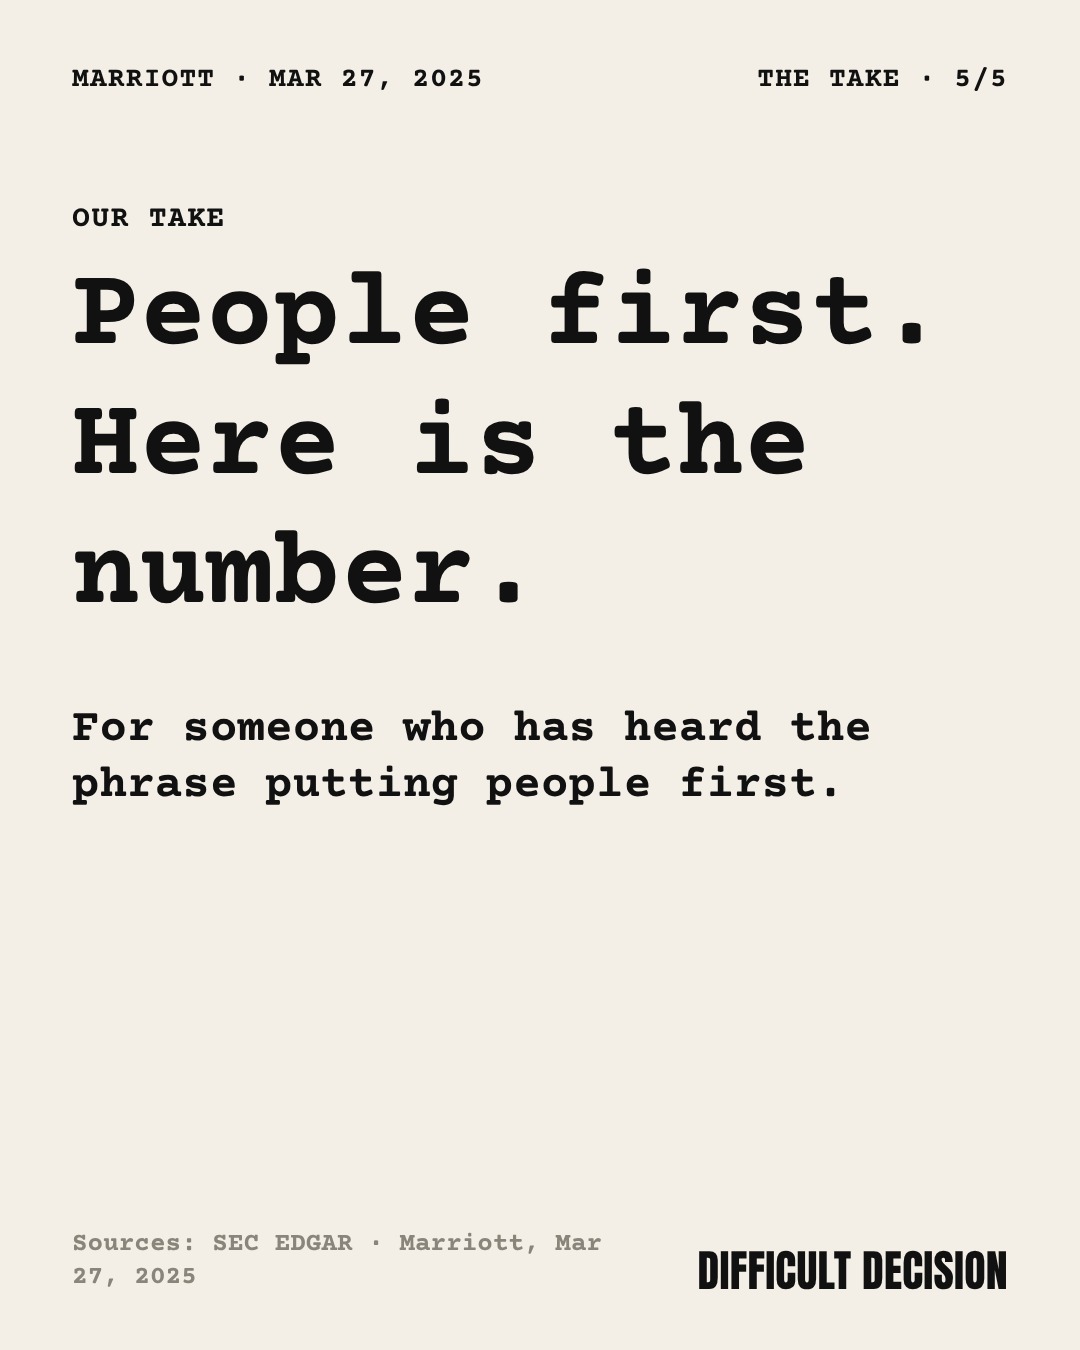 MARRIOTT · MAR 27, 2025
THE TAKE · 5/5
OUR TAKE
People first.
Here is the
number.
For someone who has heard the
phrase putting people first.
Sources: SEC EDGAR · Marriott, Mar
27, 2025
DIFFICULT DECISION